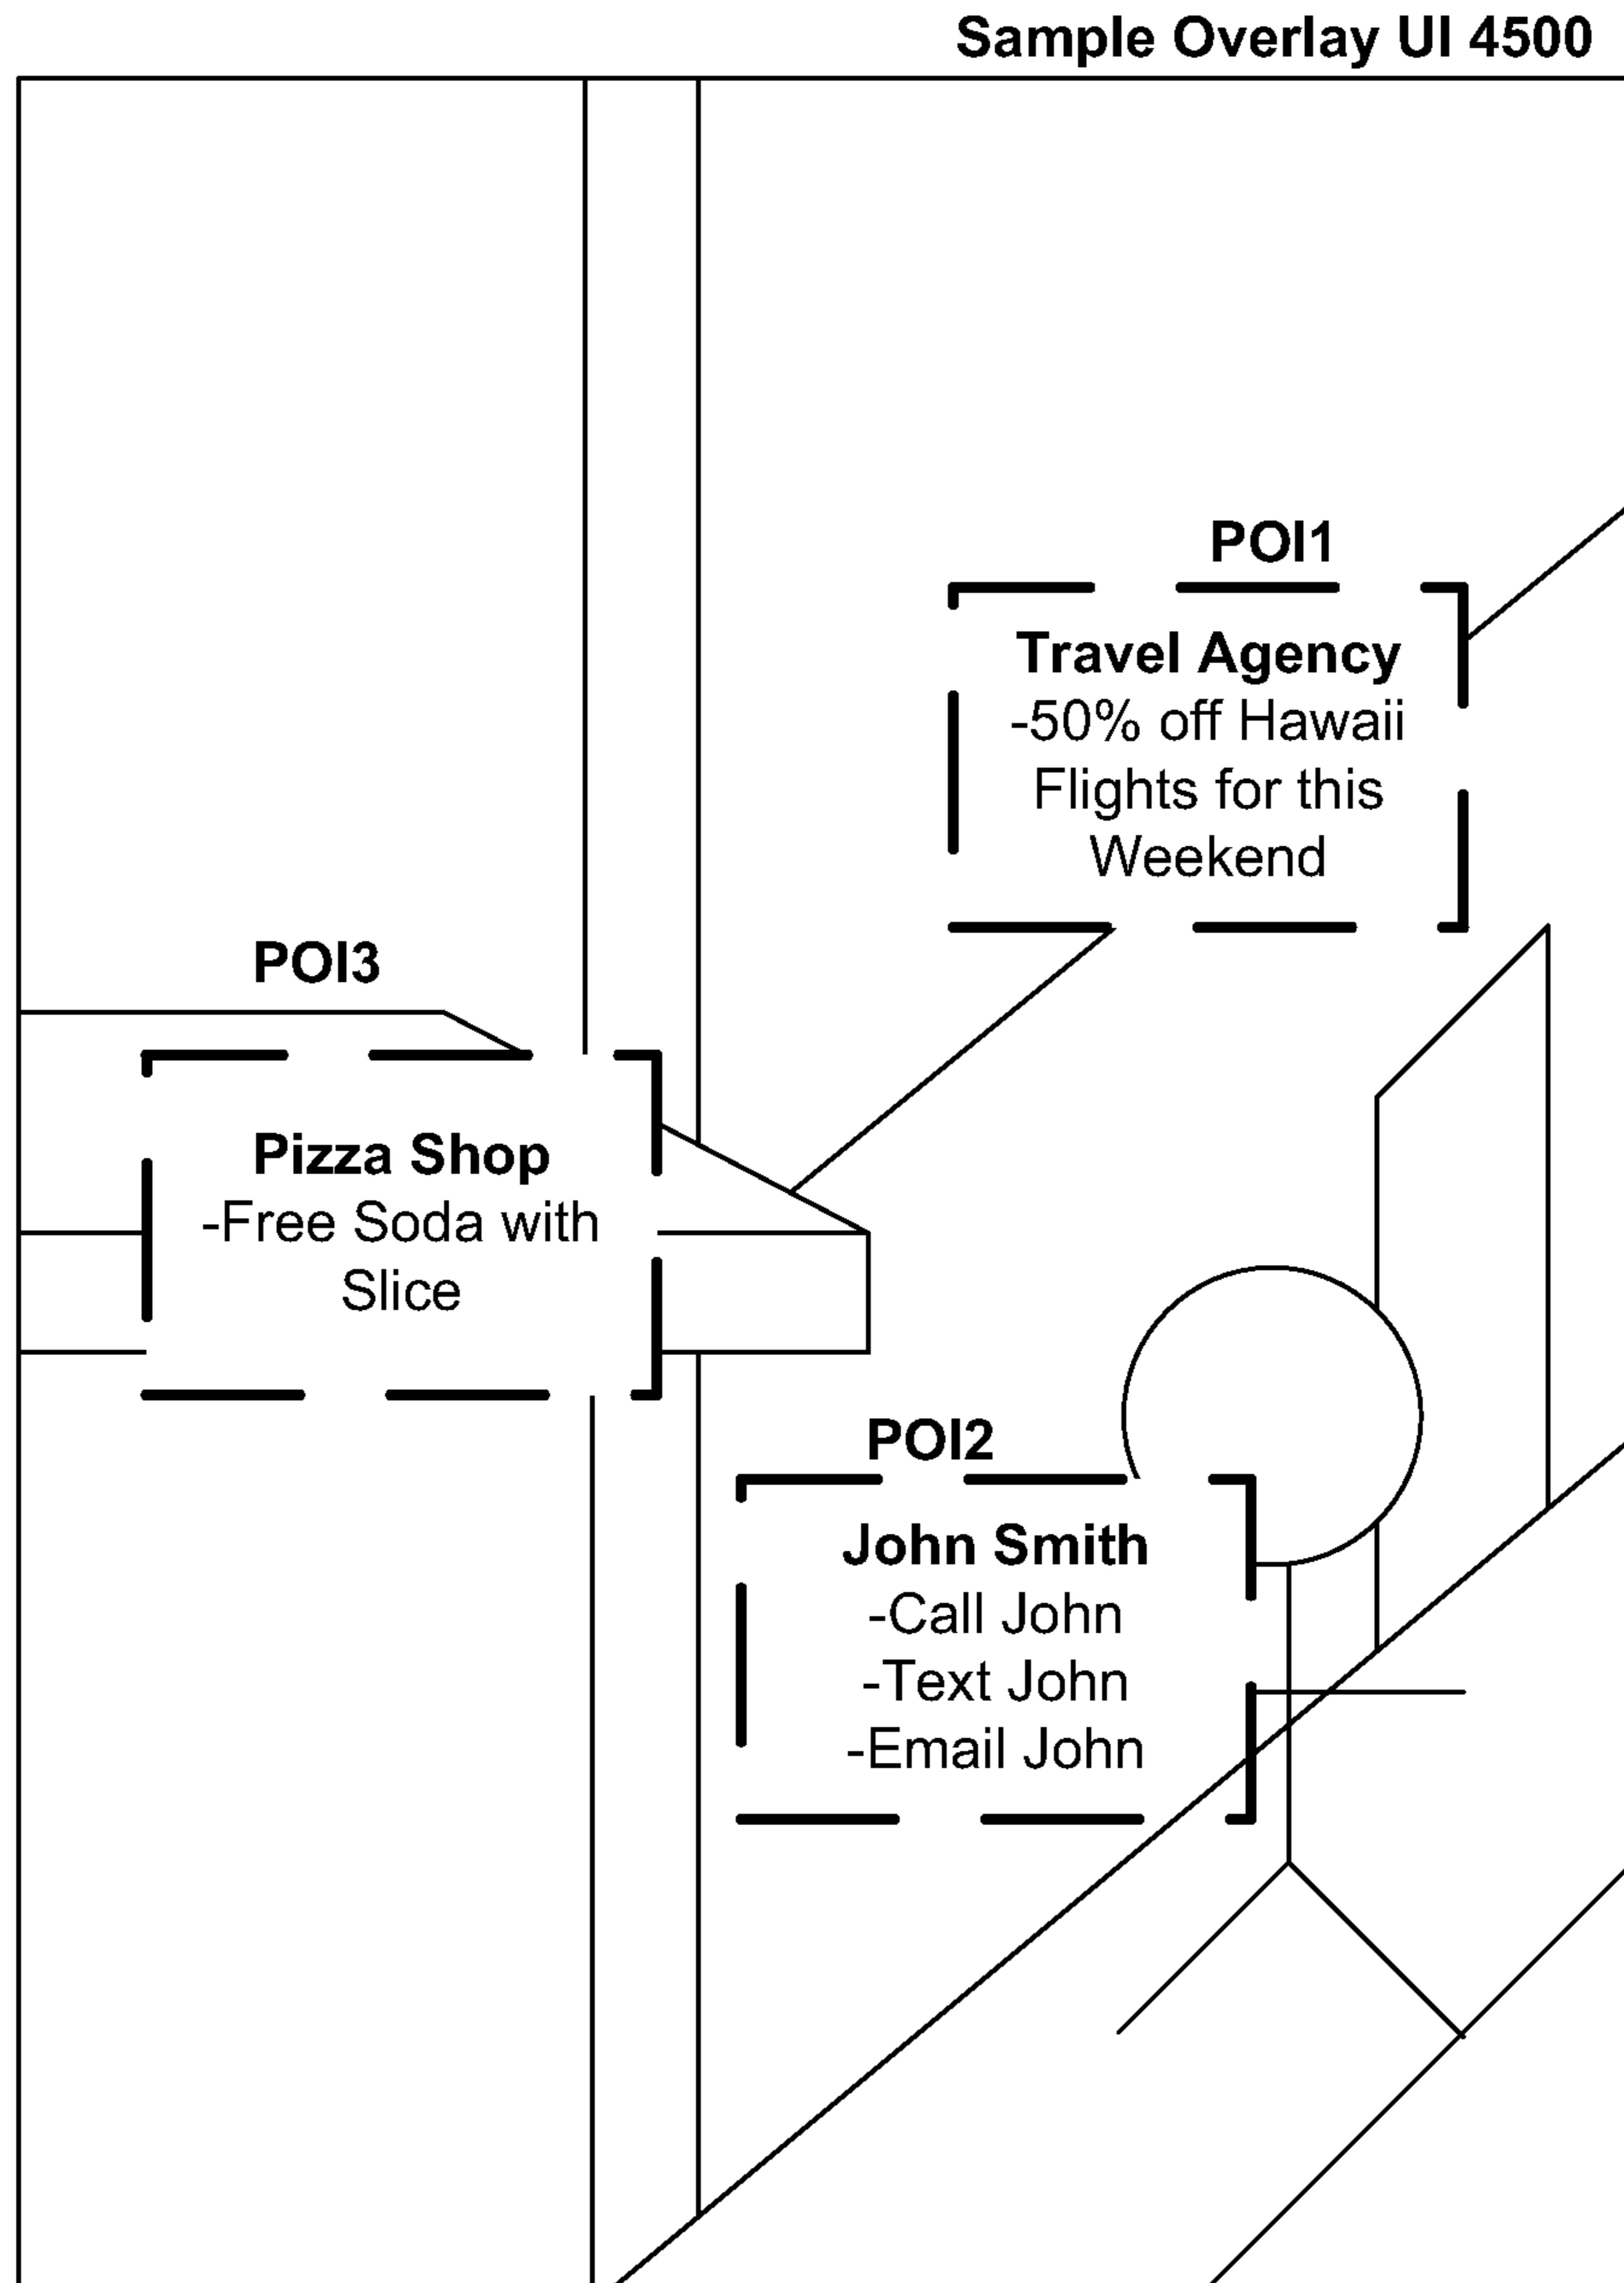 Sample Overlay UI 4500
POI1
Travel Agency
-50% off Hawaii
Flights for this
Weekend
POI3
Pizza Shop
-Free Soda with
Slice
POI2
John Smith
-Call John
-Text John
-Email John